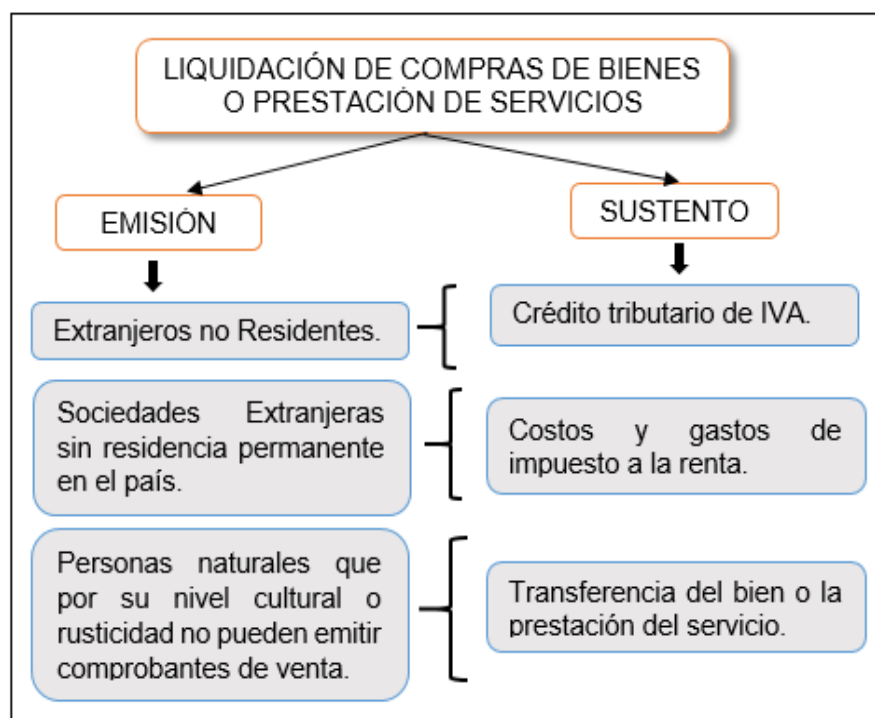 LIQUIDACIÓN DE COMPRAS DE BIENES
O PRESTACIÓN DE SERVICIOS
EMISIÓN
SUSTENTO
Extranjeros no Residentes.
Crédito tributario de IVA.
Sociedades Extranjeras
sin residencia permanente
en el país.
Costos y gastos de
impuesto a la renta.
Personas naturales que
por su nivel cultural o
rusticidad no pueden emitir
comprobantes de venta.
Transferencia del bien o la
prestación del servicio.